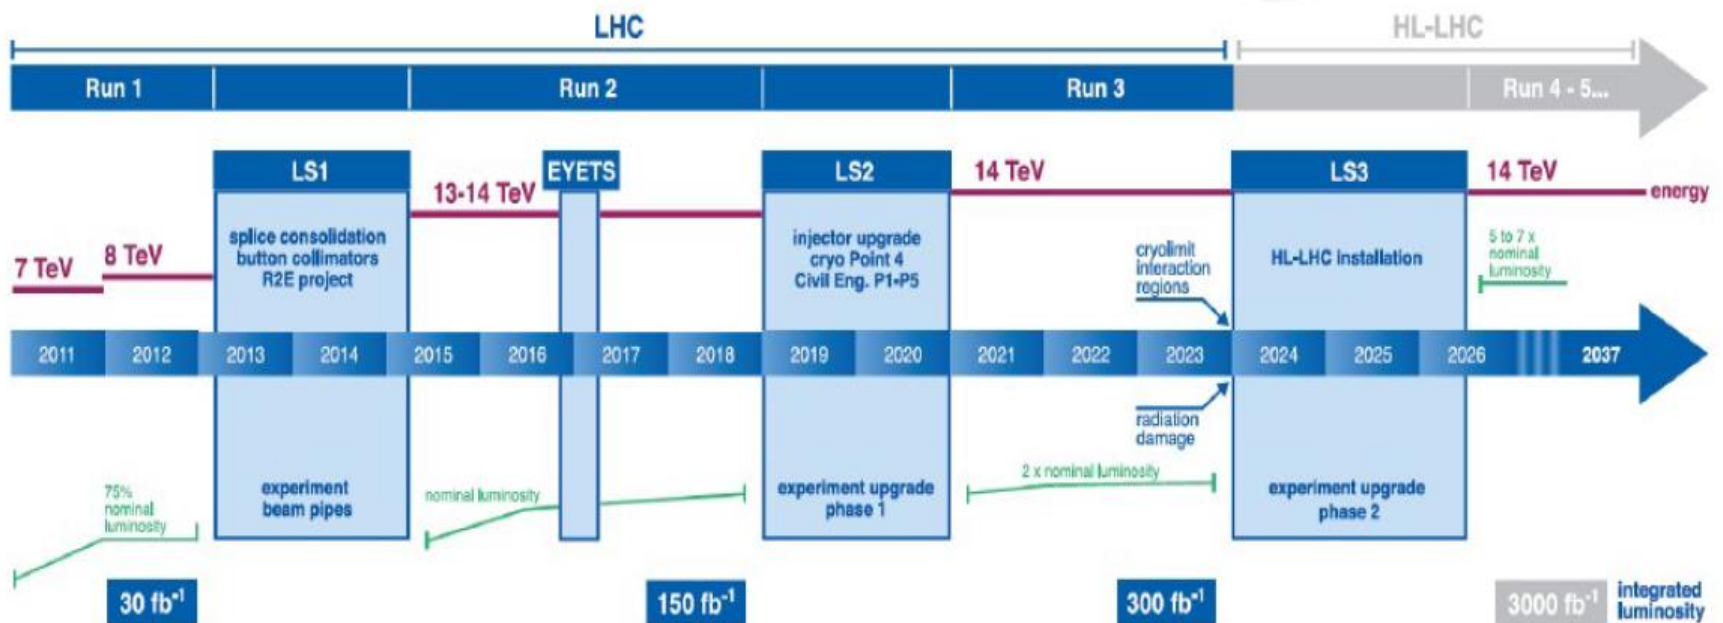 LHC
HL-LHC
Run 1
Run 2
Run 3
Run 4 - 5...
LS1
EYETS
LS2
14 TeV
LS3
14 TeV
energy
13-14 TeV
7 TeV
8 TeV
splice consolidation
button collimators
R2E project
injector upgrade
cryo Point 4
Civil Eng. P1-P5
cryolimit
interaction
regions
HL-LHC installation
5 to 7 x
nominal
luminosity
2011
2012
2013
2014
2015
2016
2017
2018
2019
2020
2021
2022
2023
2024
2025
2026
2037
radiation
damage
75%
nominal
luminosity
experiment
beam pipes
nominal luminosity
experiment upgrade
phase 1
2 x nominal luminosity
experiment upgrade
phase 2
30 fb⁻¹
150 fb⁻¹
300 fb⁻¹
3000 fb⁻¹
integrated
luminosity